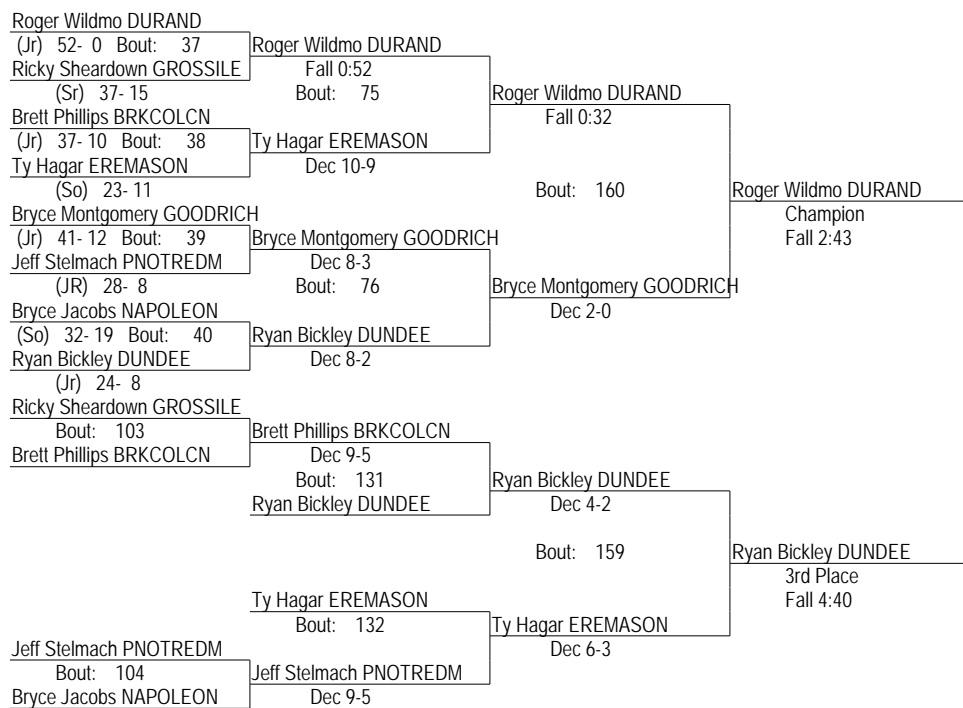 Roger Wildmo DURAND
(Jr) 52- 0 Bout: 37
Ricky Sheardown GROSSILE
(Sr) 37- 15
Brett Phillips BRKCOLCN
(Jr) 37- 10 Bout: 38
Ty Hagar EREMASON
(So) 23- 11
Bryce Montgomery GOODRICH
(Jr) 41- 12 Bout: 39
Jeff Stelmach PNOTREDM
(JR) 28- 8
Bryce Jacobs NAPOLEON
(So) 32- 19 Bout: 40
Ryan Bickley DUNDEE
(Jr) 24- 8
Roger Wildmo DURAND
Fall 0:52
Bout: 75
Ty Hagar EREMASON
Dec 10-9
Bryce Montgomery GOODRICH
Dec 8-3
Bout: 76
Ryan Bickley DUNDEE
Dec 8-2
Roger Wildmo DURAND
Fall 0:32
Bout: 160
Bryce Montgomery GOODRICH
Dec 2-0
Roger Wildmo DURAND
Champion
Fall 2:43
Ricky Sheardown GROSSILE
Bout: 103
Brett Phillips BRKCOLCN
Brett Phillips BRKCOLCN
Dec 9-5
Bout: 131
Ryan Bickley DUNDEE
Ty Hagar EREMASON
Bout: 132
Jeff Stelmach PNOTREDM
Bout: 104
Bryce Jacobs NAPOLEON
Jeff Stelmach PNOTREDM
Dec 9-5
Ryan Bickley DUNDEE
Dec 4-2
Bout: 159
Ty Hagar EREMASON
Dec 6-3
Ryan Bickley DUNDEE
3rd Place
Fall 4:40